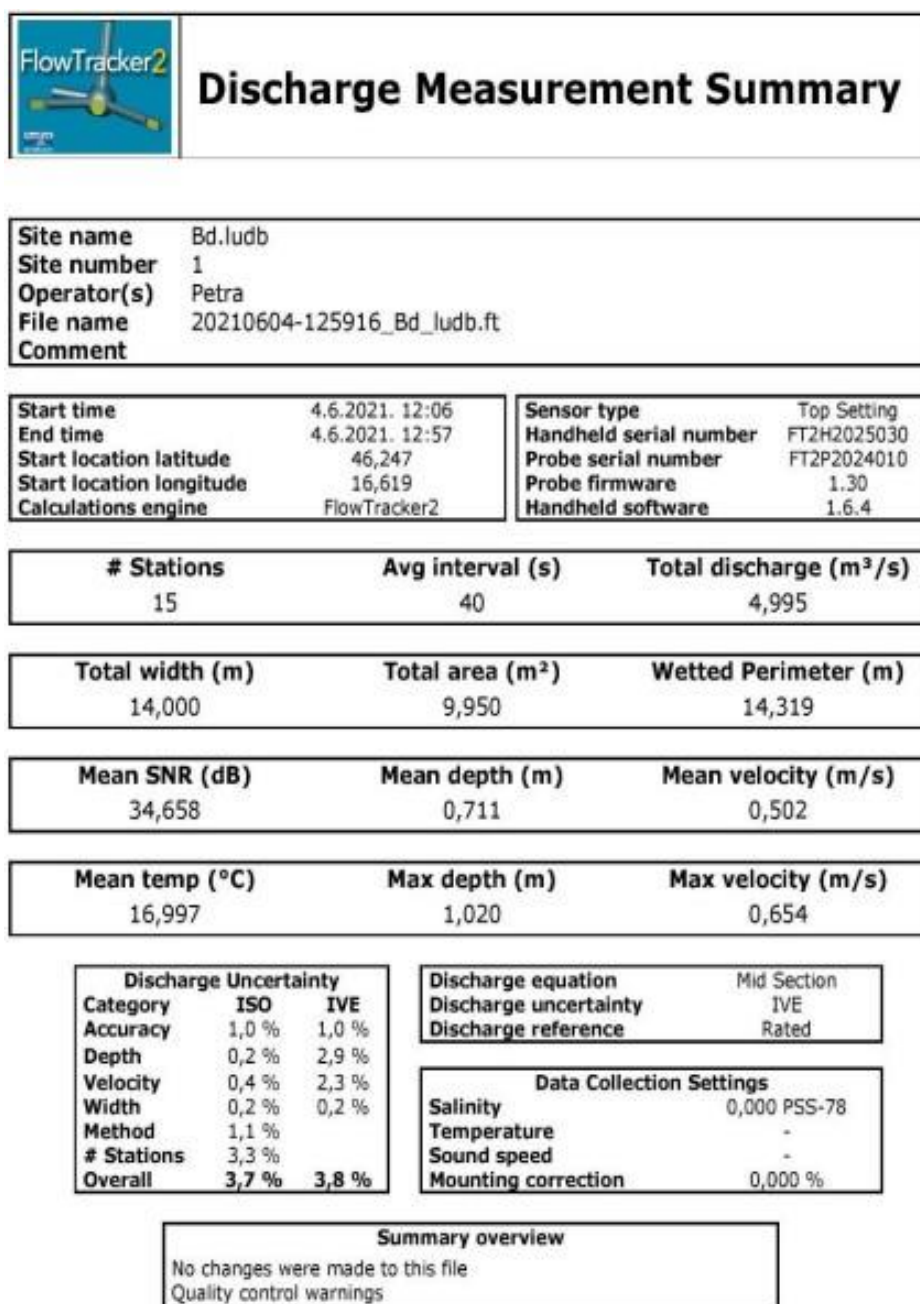 FlowTracker2
Discharge Measurement Summary
Site name Bd.ludb
Site number 1
Operator(s) Petra
File name 20210604-125916_Bd_ludb.ft
Comment
Start time 4.6.2021. 12:06
End time 4.6.2021. 12:57
Start location latitude 46,247
Start location longitude 16,619
Calculations engine FlowTracker2
Sensor type Top Setting
Handheld serial number FT2H2025030
Probe serial number FT2P2024010
Probe firmware 1.30
Handheld software 1.6.4
# Stations Avg interval (s) Total discharge (m³/s)
15 40 4,995
Total width (m) Total area (m²) Wetted Perimeter (m)
14,000 9,950 14,319
Mean SNR (dB) Mean depth (m) Mean velocity (m/s)
34,658 0,711 0,502
Mean temp (°C) Max depth (m) Max velocity (m/s)
16,997 1,020 0,654
Discharge Uncertainty
Category ISO IVE
Accuracy 1,0 % 1,0 %
Depth 0,2 % 2,9 %
Velocity 0,4 % 2,3 %
Width 0,2 % 0,2 %
Method 1,1 %
# Stations 3,3 %
Overall 3,7 % 3,8 %
Discharge equation Mid Section
Discharge uncertainty IVE
Discharge reference Rated
Data Collection Settings
Salinity 0,000 PSS-78
Temperature -
Sound speed -
Mounting correction 0,000 %
Summary overview
No changes were made to this file
Quality control warnings